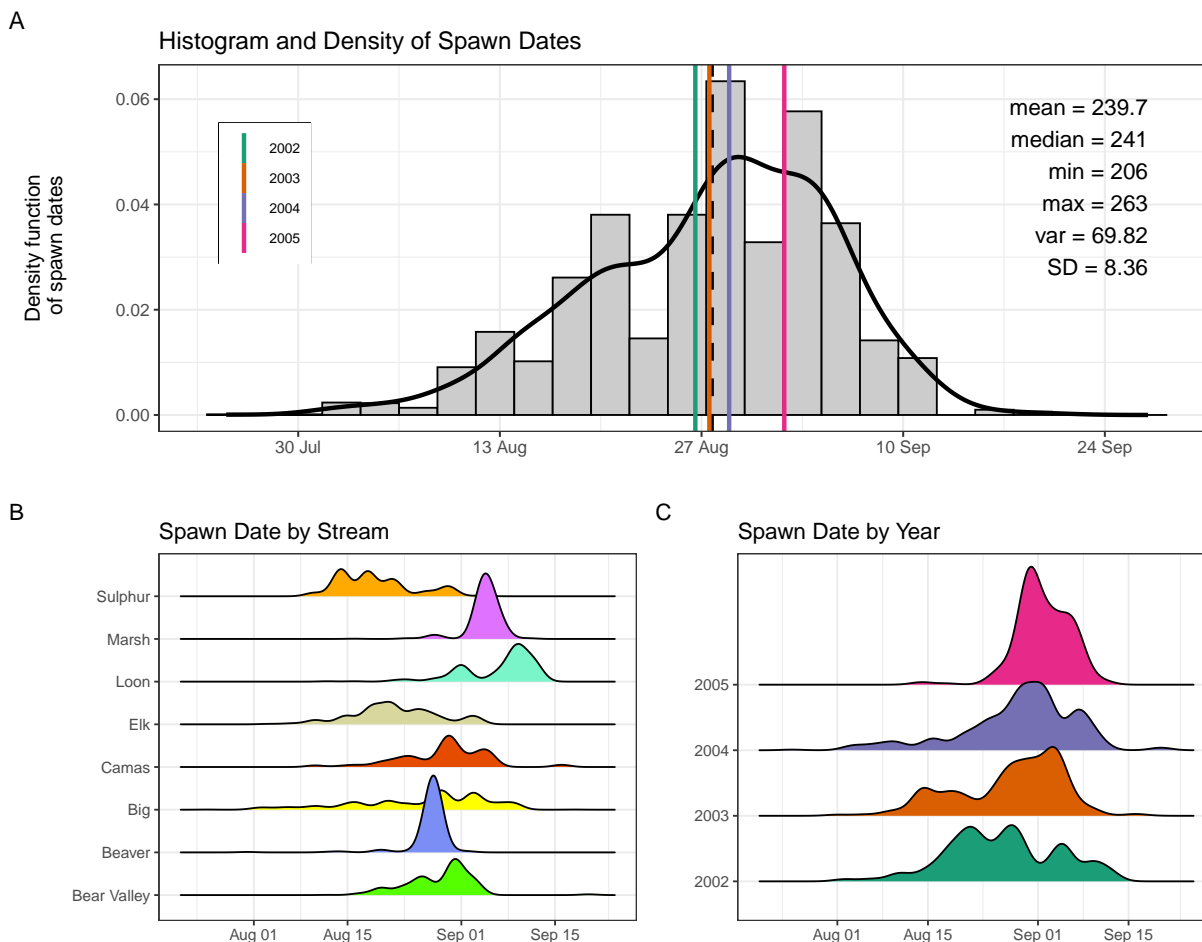 A
Histogram and Density of Spawn Dates
Density function
of spawn dates
0.06
0.04
0.02
0.00
2002
2003
2004
2005
mean = 239.7
median = 241
min = 206
max = 263
var = 69.82
SD = 8.36
30 Jul
13 Aug
27 Aug
10 Sep
24 Sep
B
Spawn Date by Stream
Sulphur
Marsh
Loon
Elk
Camas
Big
Beaver
Bear Valley
Aug 01
Aug 15
Sep 01
Sep 15
C
Spawn Date by Year
2005
2004
2003
2002
Aug 01
Aug 15
Sep 01
Sep 15